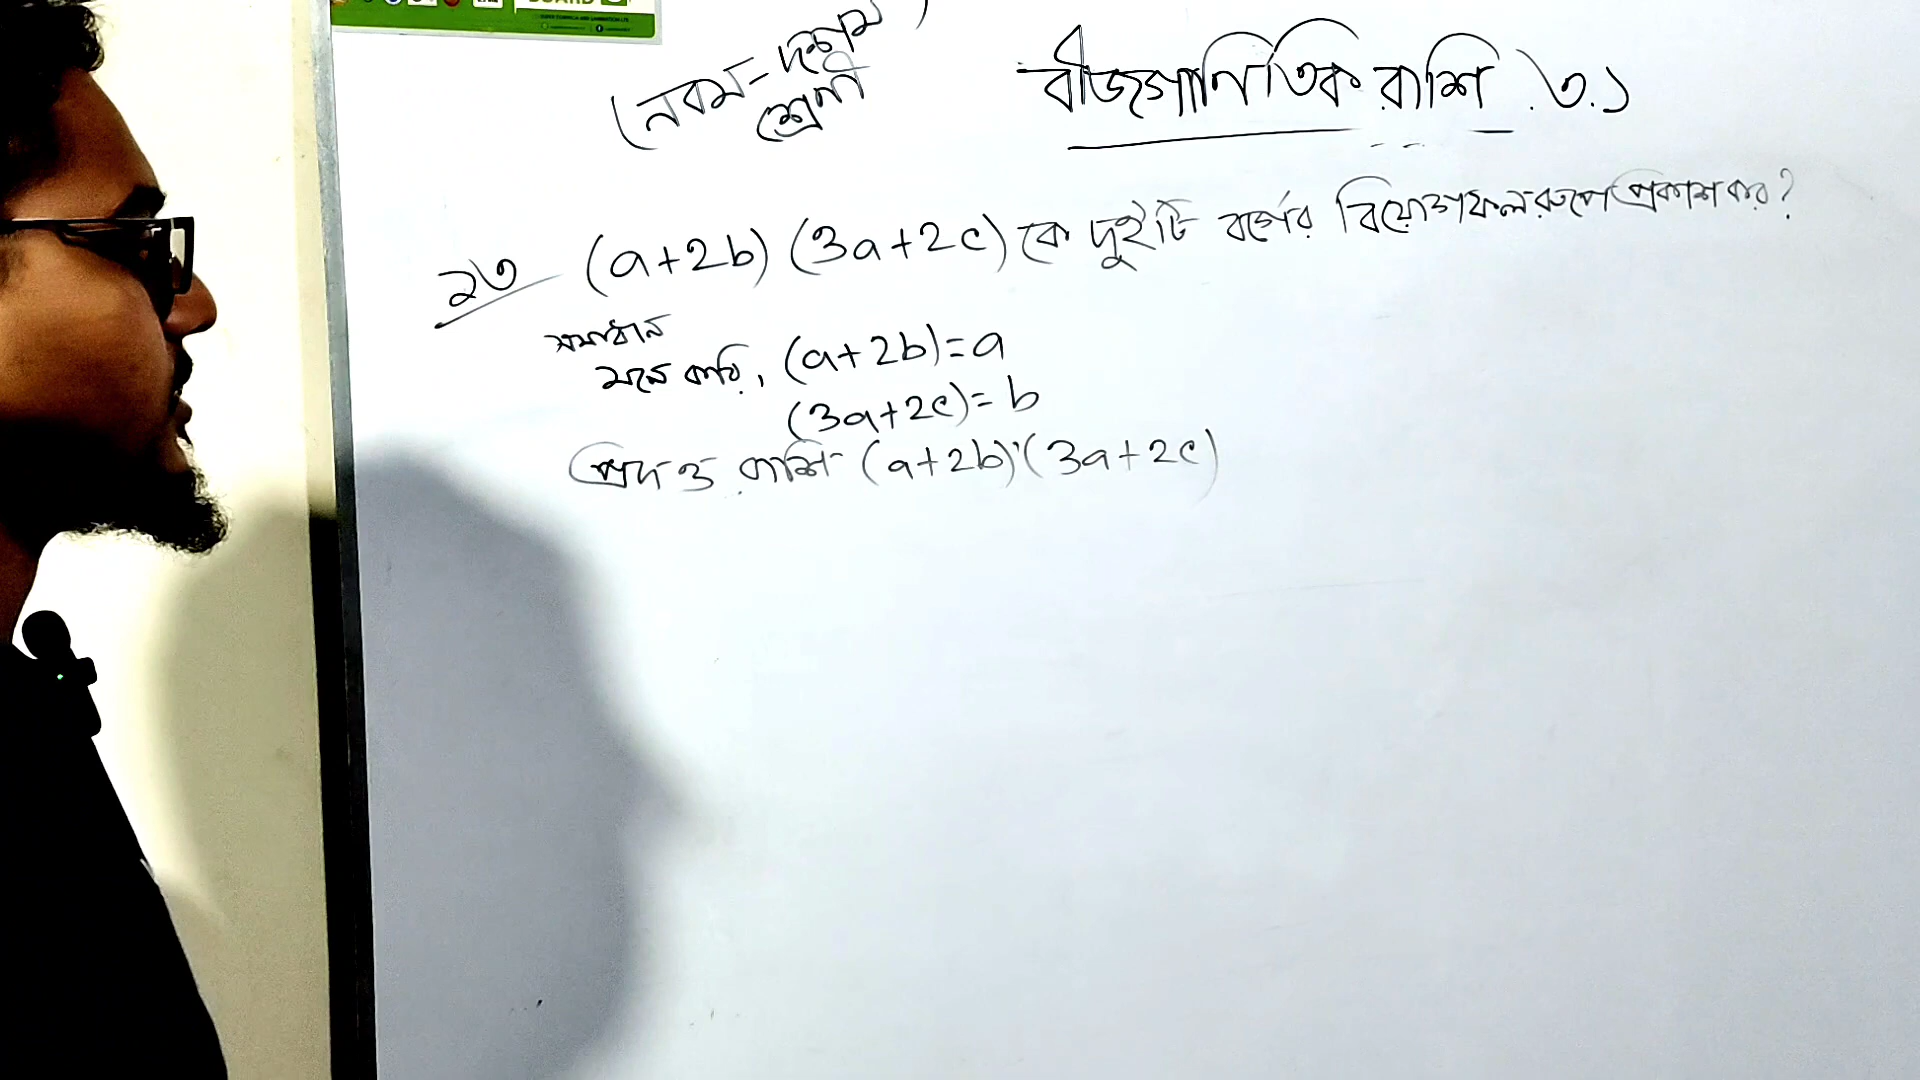 BOARD
(নবম-দশম
শ্রেণী
বীজগাণিতিক রাশি ৩.১
২৩ (a+2b) (3a+2c) কে দুইটি বর্গের বিয়োগফলরুপে প্রকাশ কর?
সমাধান
মনে করি, (a+2b)=a
(3a+2c)= b
প্রদত্ত রাশি (a+2b) (3a+2c)